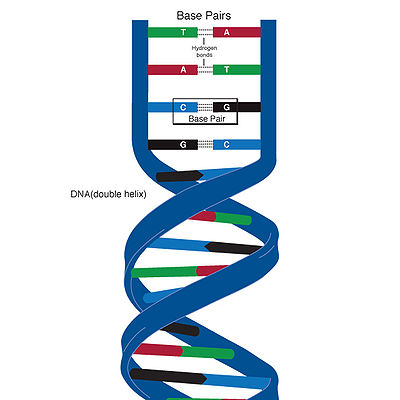 Base Pairs
T A
Hydrogen
bonds
A T
C G
Base Pair
G C
DNA(double helix)